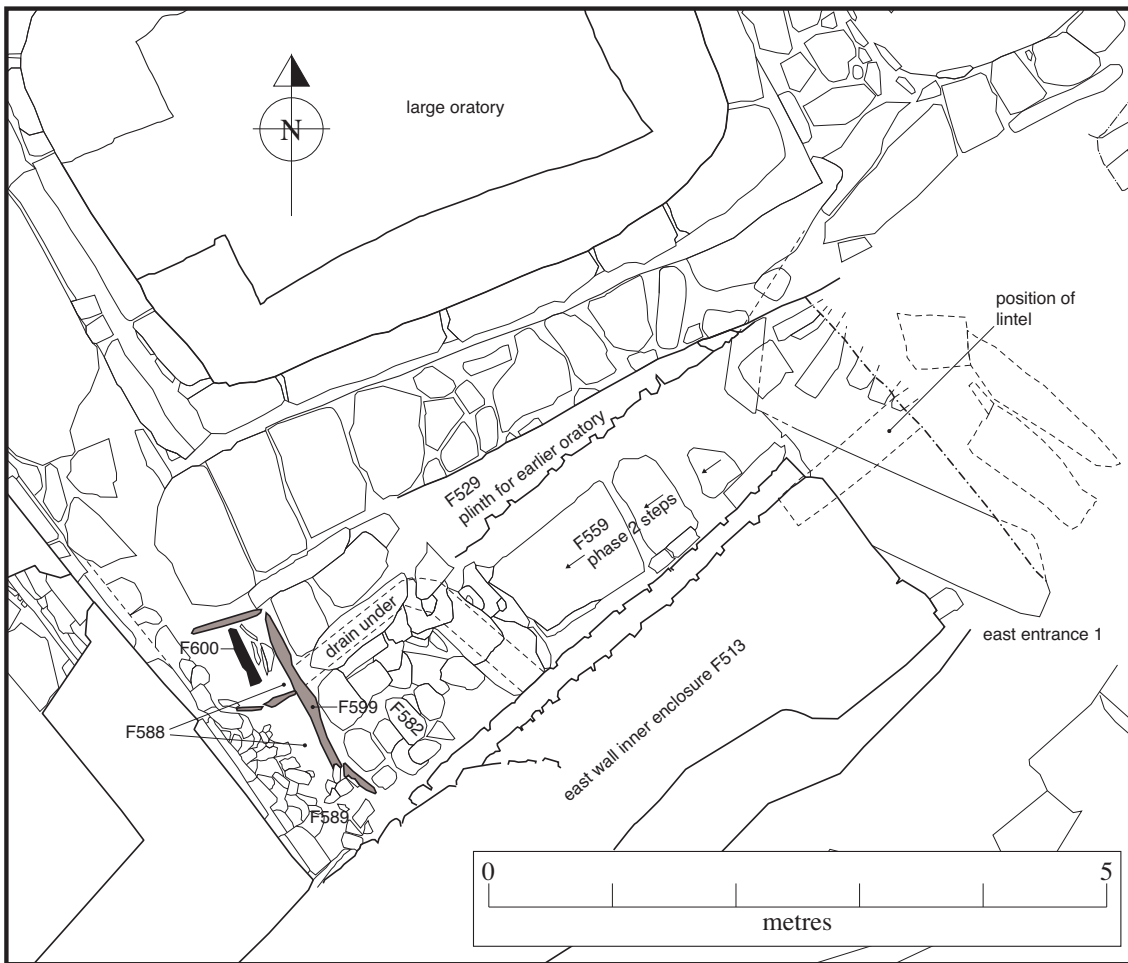 large oratory
N
position of
lintel
F529
plinth for earlier oratory
F559
phase 2 steps
drain under
east entrance 1
F600
F599
F582
F588
east wall inner enclosure F513
F589
0 5
metres